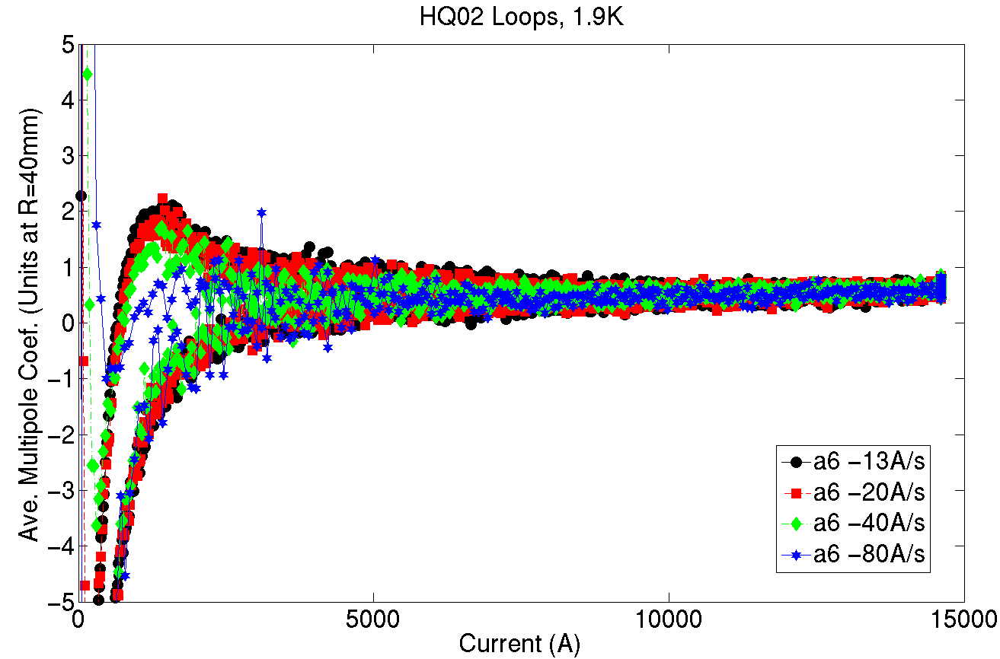 HQ02 Loops, 1.9K
Ave. Multipole Coef. (Units at R=40mm)
5
4
3
2
1
0
−1
−2
−3
−4
−5
0
5000
10000
15000
Current (A)
a6 −13A/s
a6 −20A/s
a6 −40A/s
a6 −80A/s